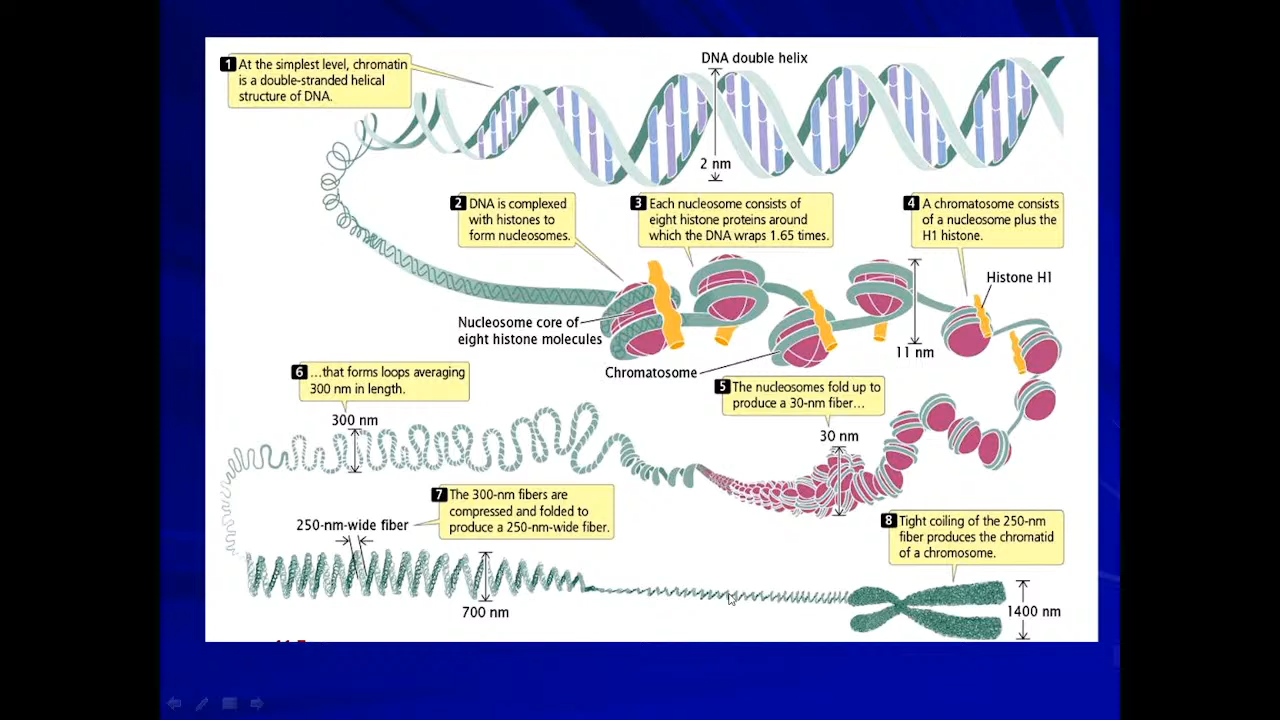 DNA double helix
1 At the simplest level, chromatin
is a double-stranded helical
structure of DNA.
2 nm
2 DNA is complexed
with histones to
form nucleosomes.
3 Each nucleosome consists of
eight histone proteins around
which the DNA wraps 1.65 times.
4 A chromatosome consists
of a nucleosome plus the
H1 histone.
Histone H1
Nucleosome core of
eight histone molecules
11 nm
Chromatosome
6 …that forms loops averaging
300 nm in length.
5 The nucleosomes fold up to
produce a 30-nm fiber…
300 nm
30 nm
7 The 300-nm fibers are
compressed and folded to
produce a 250-nm-wide fiber.
250-nm-wide fiber
8 Tight coiling of the 250-nm
fiber produces the chromatid
of a chromosome.
700 nm
1400 nm